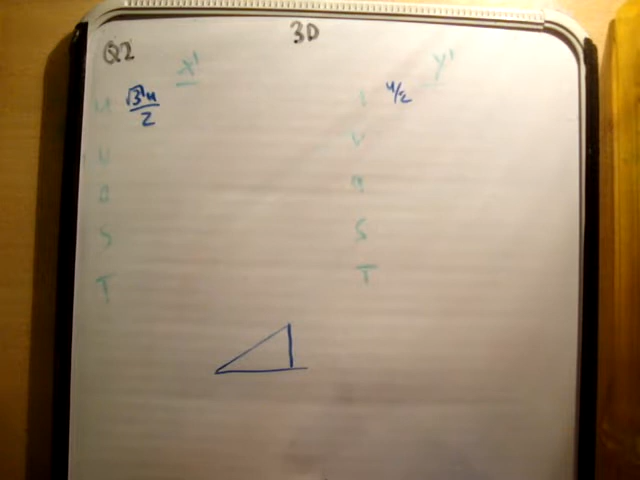 3D
Q2
X' Y'
U √3u/2 u/2
U V
a a
S S
T T